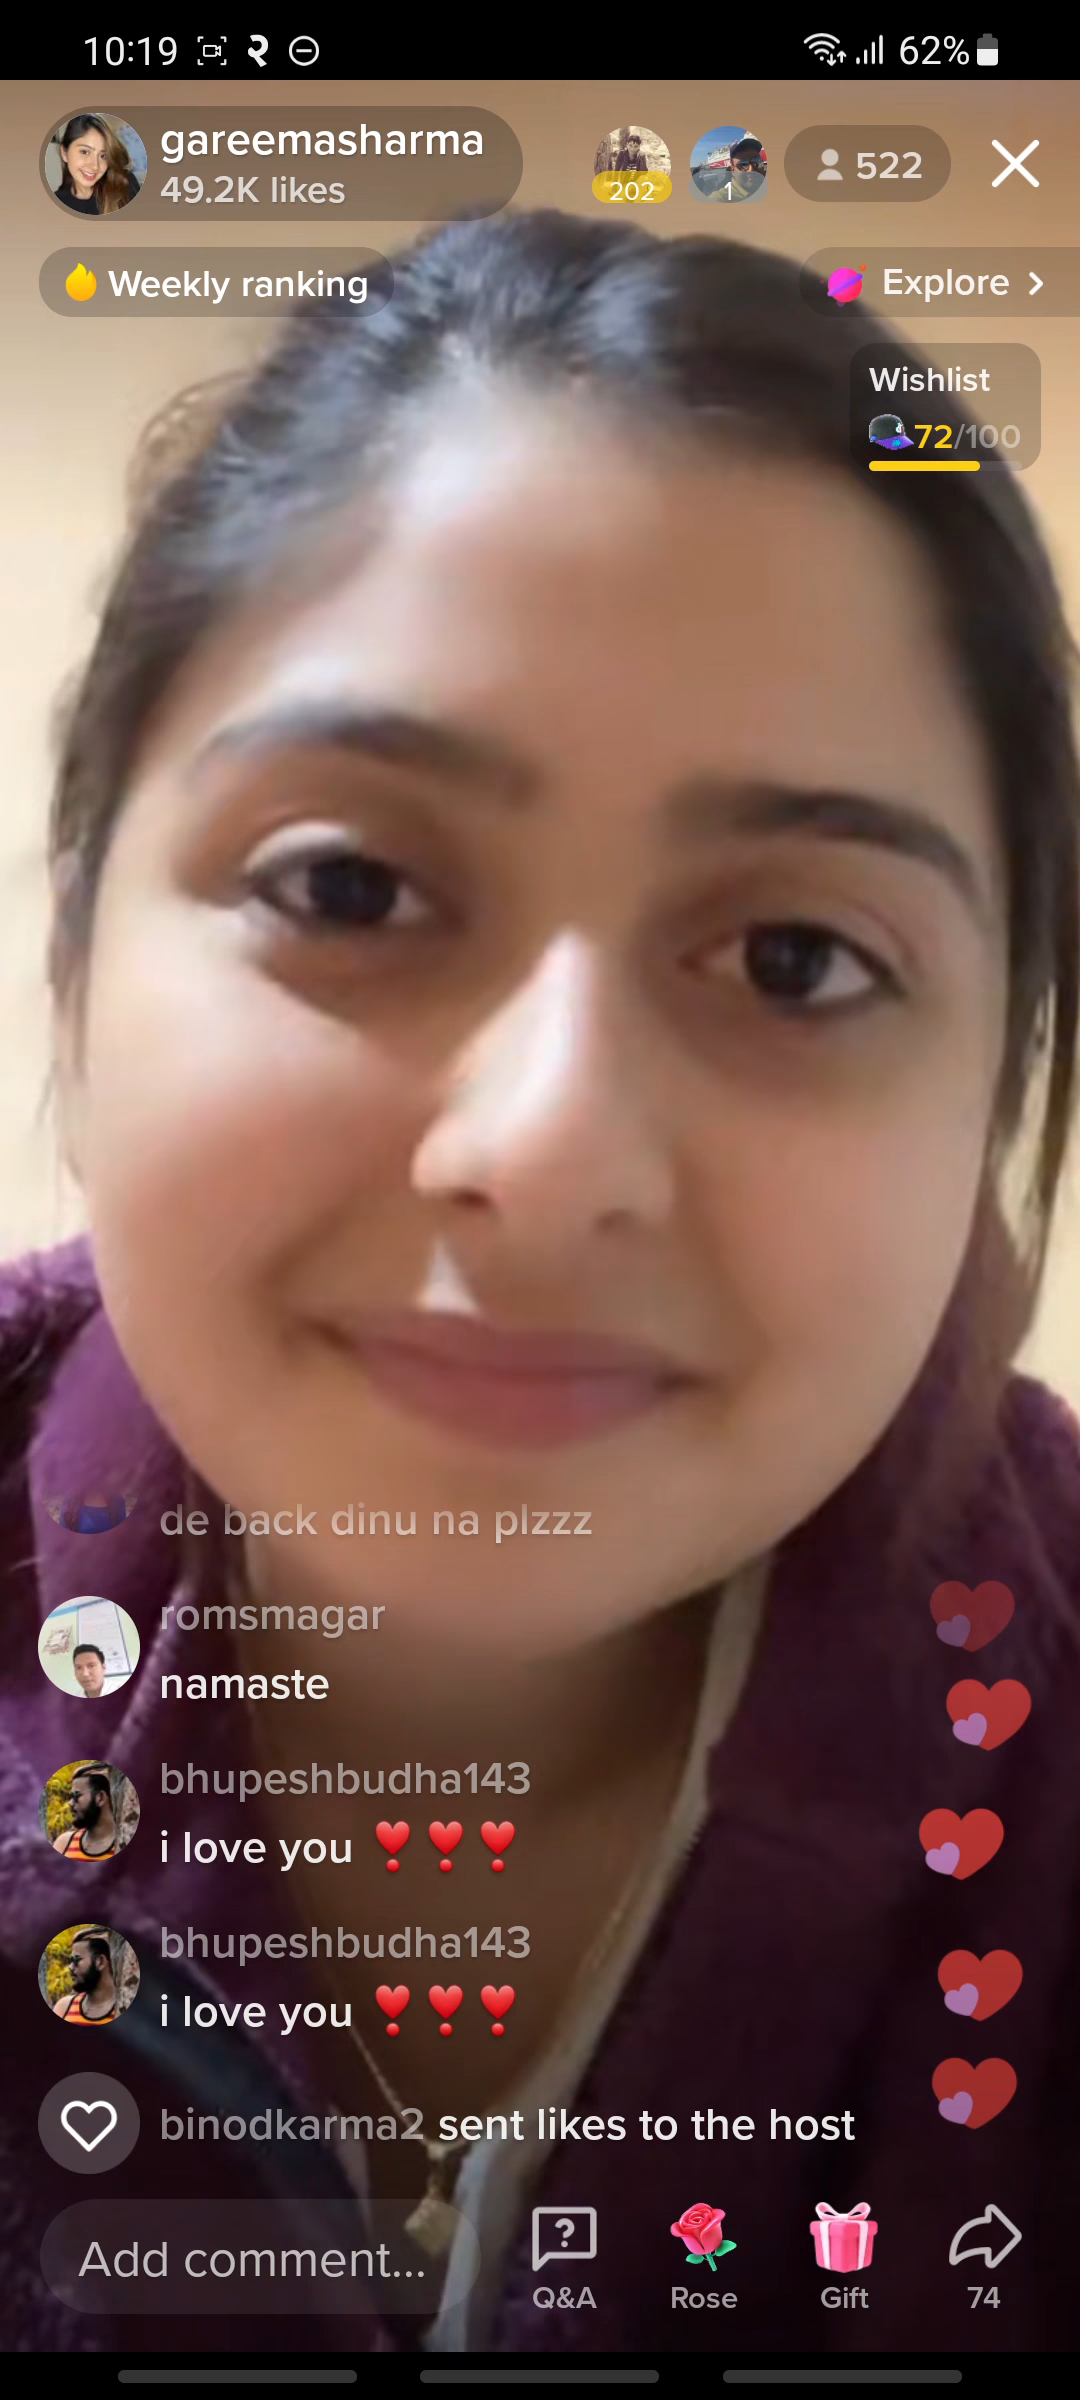 10:19
62%
gareemasharma
49.2K likes
202
1
522
Weekly ranking
Explore
Wishlist
72/100
de back dinu na plzzz
romsmagar
namaste
bhupeshbudha143
i love you ❣️❣️❣️
bhupeshbudha143
i love you ❣️❣️❣️
binodkarma2 sent likes to the host
Add comment...
Q&A
Rose
Gift
74